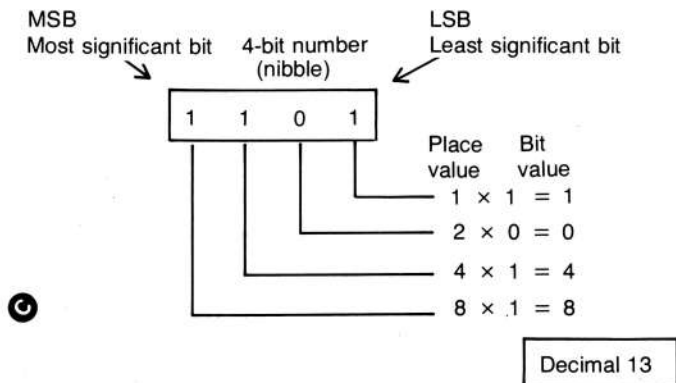 MSB
Most significant bit
4-bit number
(nibble)
LSB
Least significant bit
1 1 0 1
Place Bit
value value
1 × 1 = 1
2 × 0 = 0
4 × 1 = 4
8 × 1 = 8
C
Decimal 13